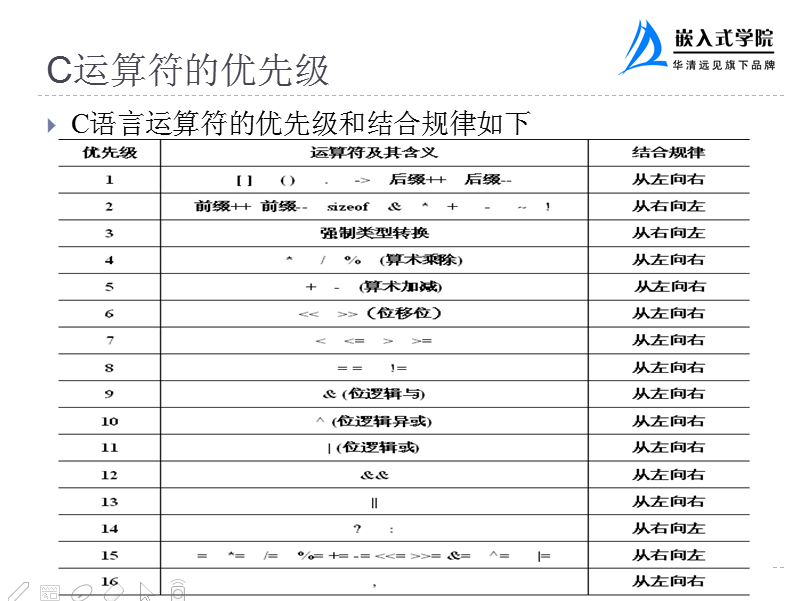 嵌入式学院
华清远见旗下品牌
C运算符的优先级
C语言运算符的优先级和结合规律如下
优先级 运算符及其含义 结合规律
1 [ ] ( ) . -> 后缀++ 后缀-- 从左向右
2 前缀++ 前缀-- sizeof & * + - ~ ! 从右向左
3 强制类型转换 从右向左
4 * / % (算术乘除) 从左向右
5 + - (算术加减) 从左向右
6 << >> (位移位) 从左向右
7 < <= > >= 从左向右
8 = = != 从左向右
9 & (位逻辑与) 从左向右
10 ^ (位逻辑异或) 从左向右
11 | (位逻辑或) 从左向右
12 && 从左向右
13 || 从左向右
14 ? : 从右向左
15 = *= /= %= += -= <<= >>= &= ^= |= 从右向左
16 , 从左向右